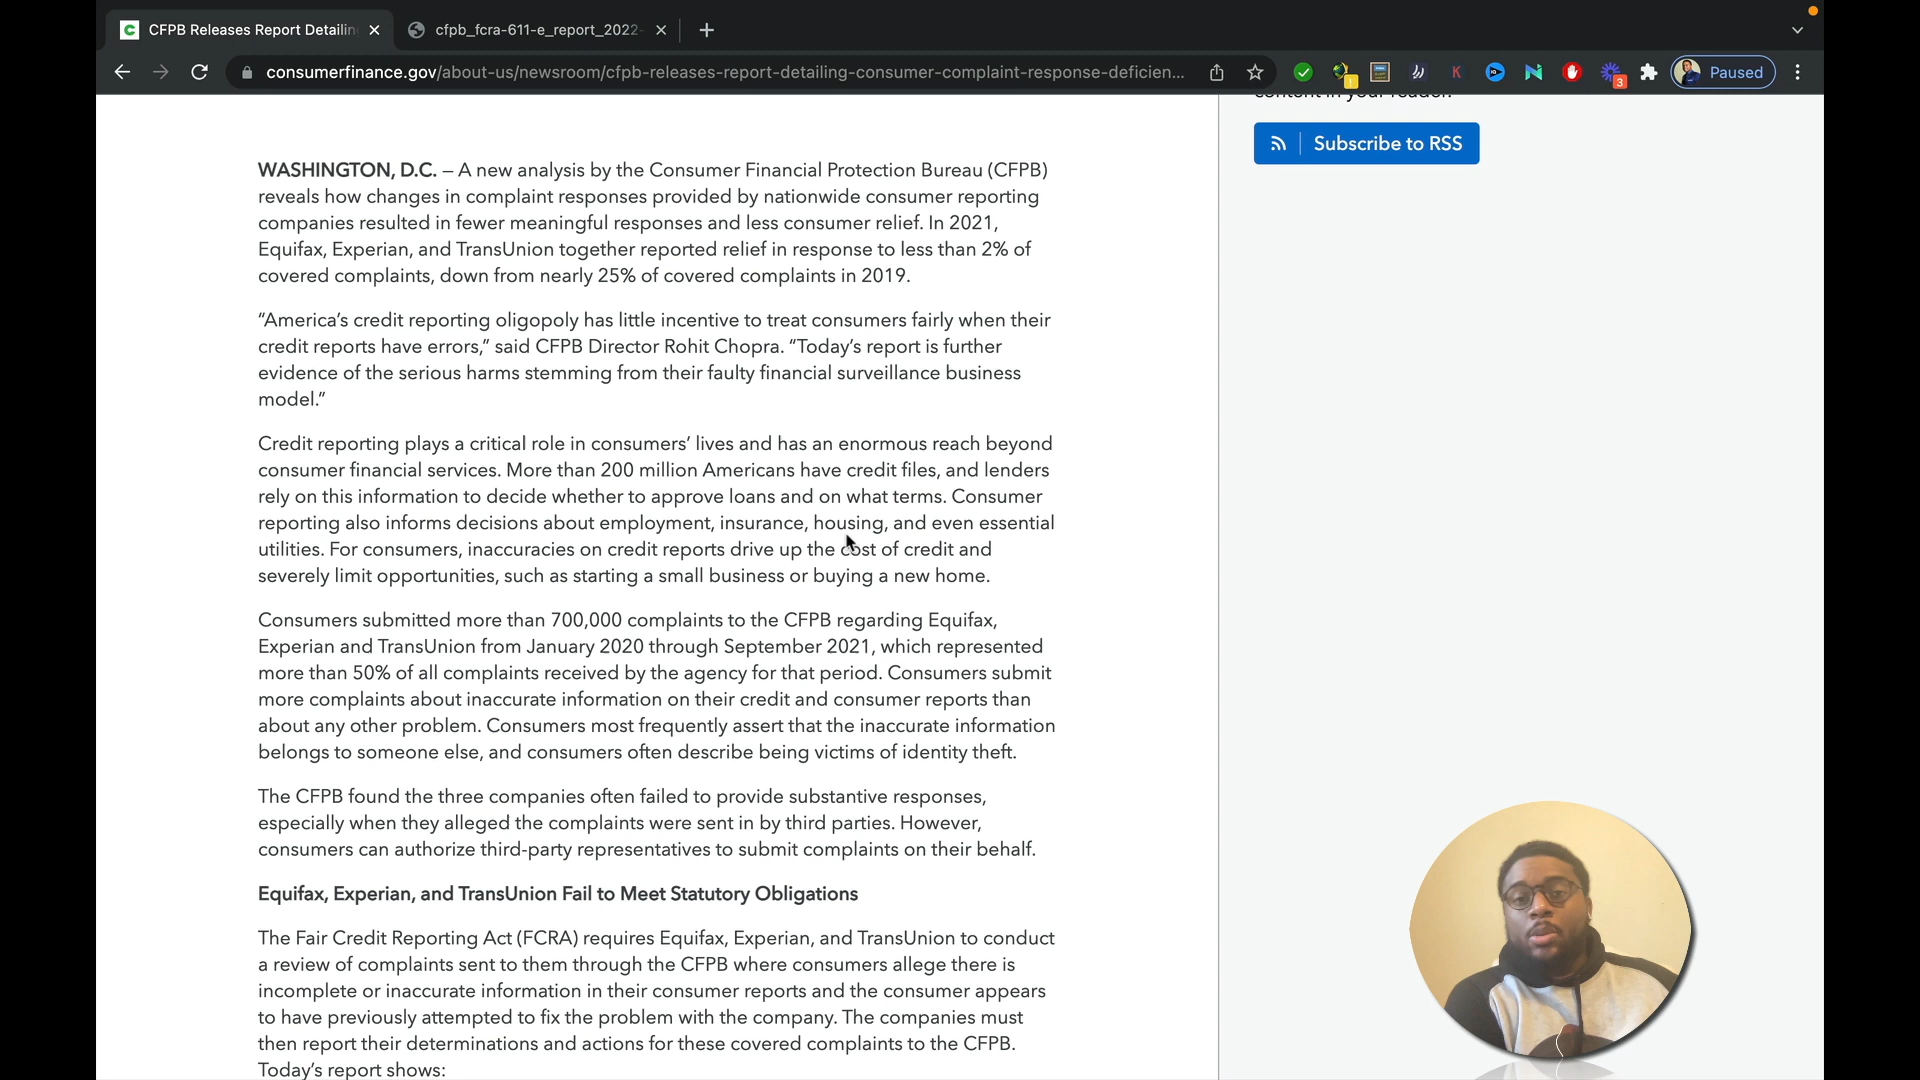 CFPB Releases Report Detailin
cfpb_fcra-611-e_report_2022-
consumerfinance.gov/about-us/newsroom/cfpb-releases-report-detailing-consumer-complaint-response-deficien...
Paused
3
content in your reader.
Subscribe to RSS
WASHINGTON, D.C. – A new analysis by the Consumer Financial Protection Bureau (CFPB)
reveals how changes in complaint responses provided by nationwide consumer reporting
companies resulted in fewer meaningful responses and less consumer relief. In 2021,
Equifax, Experian, and TransUnion together reported relief in response to less than 2% of
covered complaints, down from nearly 25% of covered complaints in 2019.
“America’s credit reporting oligopoly has little incentive to treat consumers fairly when their
credit reports have errors,” said CFPB Director Rohit Chopra. “Today’s report is further
evidence of the serious harms stemming from their faulty financial surveillance business
model.”
Credit reporting plays a critical role in consumers’ lives and has an enormous reach beyond
consumer financial services. More than 200 million Americans have credit files, and lenders
rely on this information to decide whether to approve loans and on what terms. Consumer
reporting also informs decisions about employment, insurance, housing, and even essential
utilities. For consumers, inaccuracies on credit reports drive up the cost of credit and
severely limit opportunities, such as starting a small business or buying a new home.
Consumers submitted more than 700,000 complaints to the CFPB regarding Equifax,
Experian and TransUnion from January 2020 through September 2021, which represented
more than 50% of all complaints received by the agency for that period. Consumers submit
more complaints about inaccurate information on their credit and consumer reports than
about any other problem. Consumers most frequently assert that the inaccurate information
belongs to someone else, and consumers often describe being victims of identity theft.
The CFPB found the three companies often failed to provide substantive responses,
especially when they alleged the complaints were sent in by third parties. However,
consumers can authorize third-party representatives to submit complaints on their behalf.
Equifax, Experian, and TransUnion Fail to Meet Statutory Obligations
The Fair Credit Reporting Act (FCRA) requires Equifax, Experian, and TransUnion to conduct
a review of complaints sent to them through the CFPB where consumers allege there is
incomplete or inaccurate information in their consumer reports and the consumer appears
to have previously attempted to fix the problem with the company. The companies must
then report their determinations and actions for these covered complaints to the CFPB.
Today’s report shows: